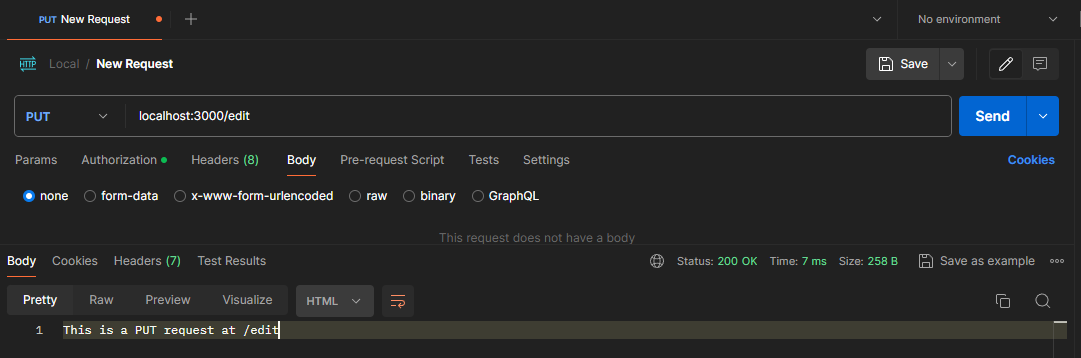 PUT New Request
No environment
HTTP Local / New Request Save
PUT localhost:3000/edit Send
Params Authorization Headers (8) Body Pre-request Script Tests Settings Cookies
none form-data x-www-form-urlencoded raw binary GraphQL
This request does not have a body
Body Cookies Headers (7) Test Results Status: 200 OK Time: 7 ms Size: 258 B Save as example
Pretty Raw Preview Visualize HTML
1 This is a PUT request at /edit